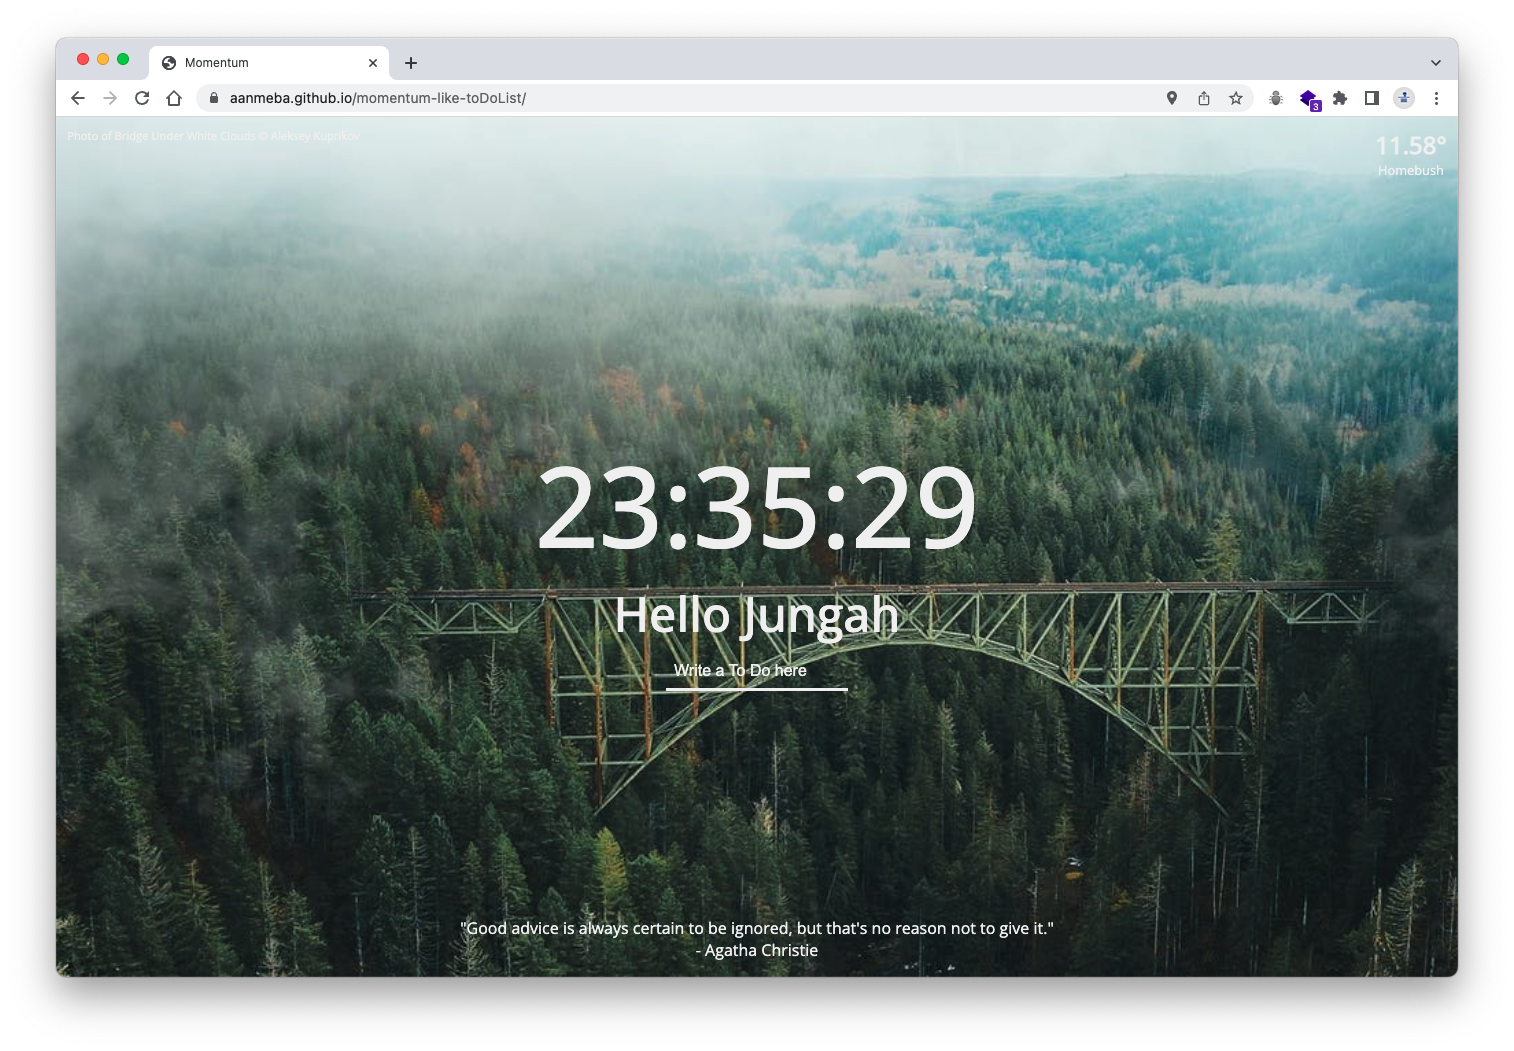 Momentum
aanmeba.github.io/momentum-like-toDoList/
3
Photo of Bridge Under White Clouds © Aleksey Kuprikov
11.58°
Homebush
23:35:29
Hello Jungah
Write a To Do here
"Good advice is always certain to be ignored, but that's no reason not to give it."
- Agatha Christie